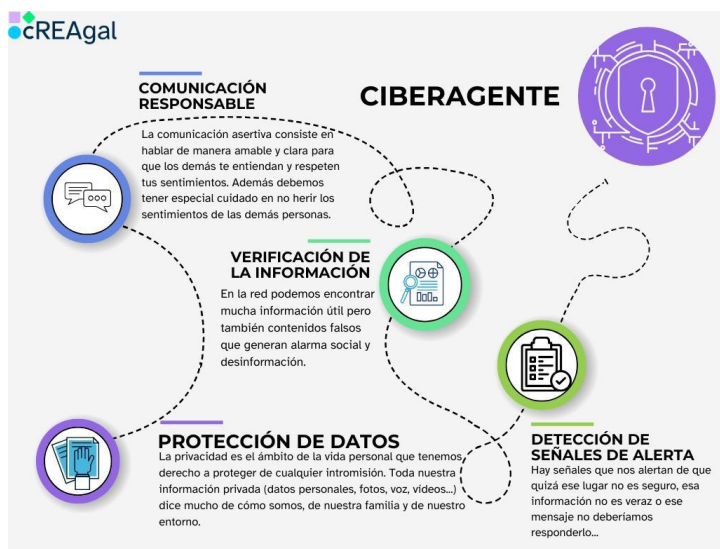 cREAgal
CIBERAGENTE
COMUNICACIÓN
RESPONSABLE
La comunicación asertiva consiste en
hablar de manera amable y clara para
que los demás te entiendan y respeten
tus sentimientos. Además debemos
tener especial cuidado en no herir los
sentimientos de las demás personas.
VERIFICACIÓN DE
LA INFORMACIÓN
En la red podemos encontrar
mucha información útil pero
también contenidos falsos
que generan alarma social y
desinformación.
PROTECCIÓN DE DATOS
La privacidad es el ámbito de la vida personal que tenemos
derecho a proteger de cualquier intromisión. Toda nuestra
información privada (datos personales, fotos, voz, vídeos...)
dice mucho de cómo somos, de nuestra familia y de nuestro
entorno.
DETECCIÓN DE
SEÑALES DE ALERTA
Hay señales que nos alertan de que
quizá ese lugar no es seguro, esa
información no es veraz o ese
mensaje no deberíamos
responderlo...